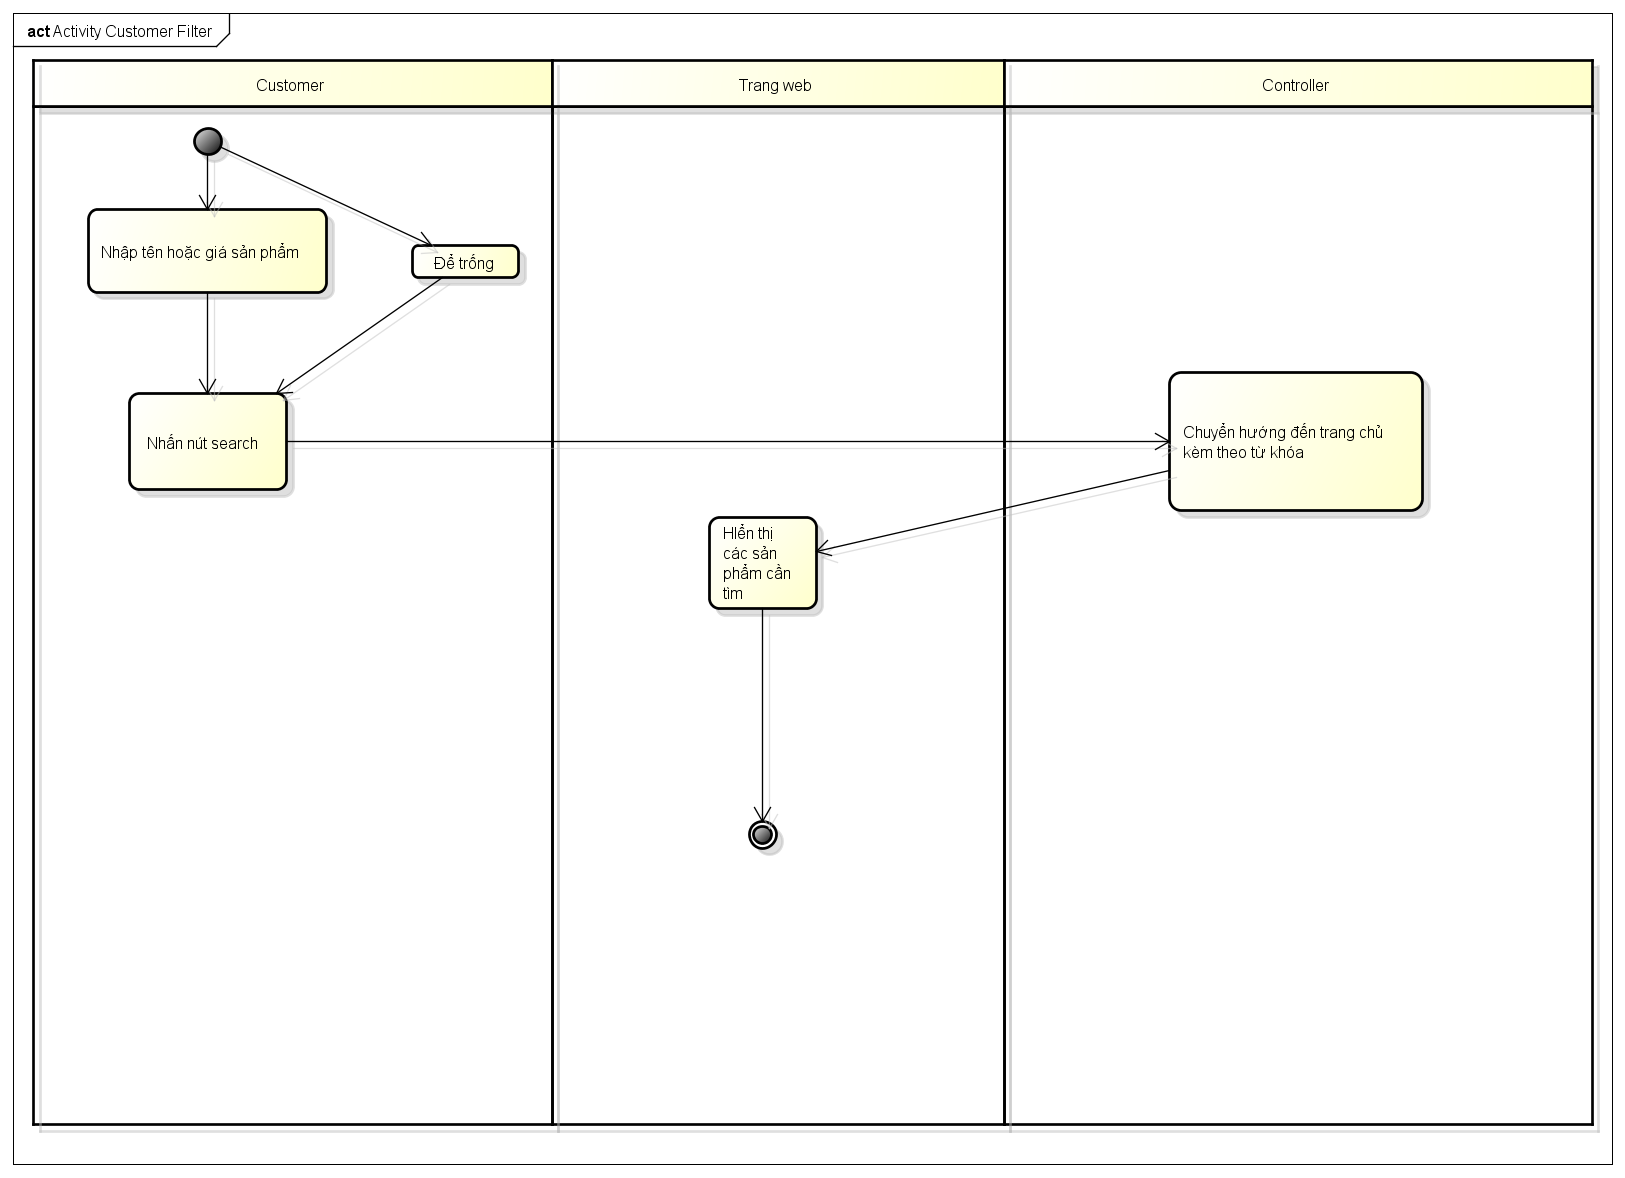 act Activity Customer Filter
Customer
Trang web
Controller
Nhập tên hoặc giá sản phẩm
Để trống
Nhấn nút search
Chuyển hướng đến trang chủ
kèm theo từ khóa
HIển thị
các sản
phẩm cần
tìm